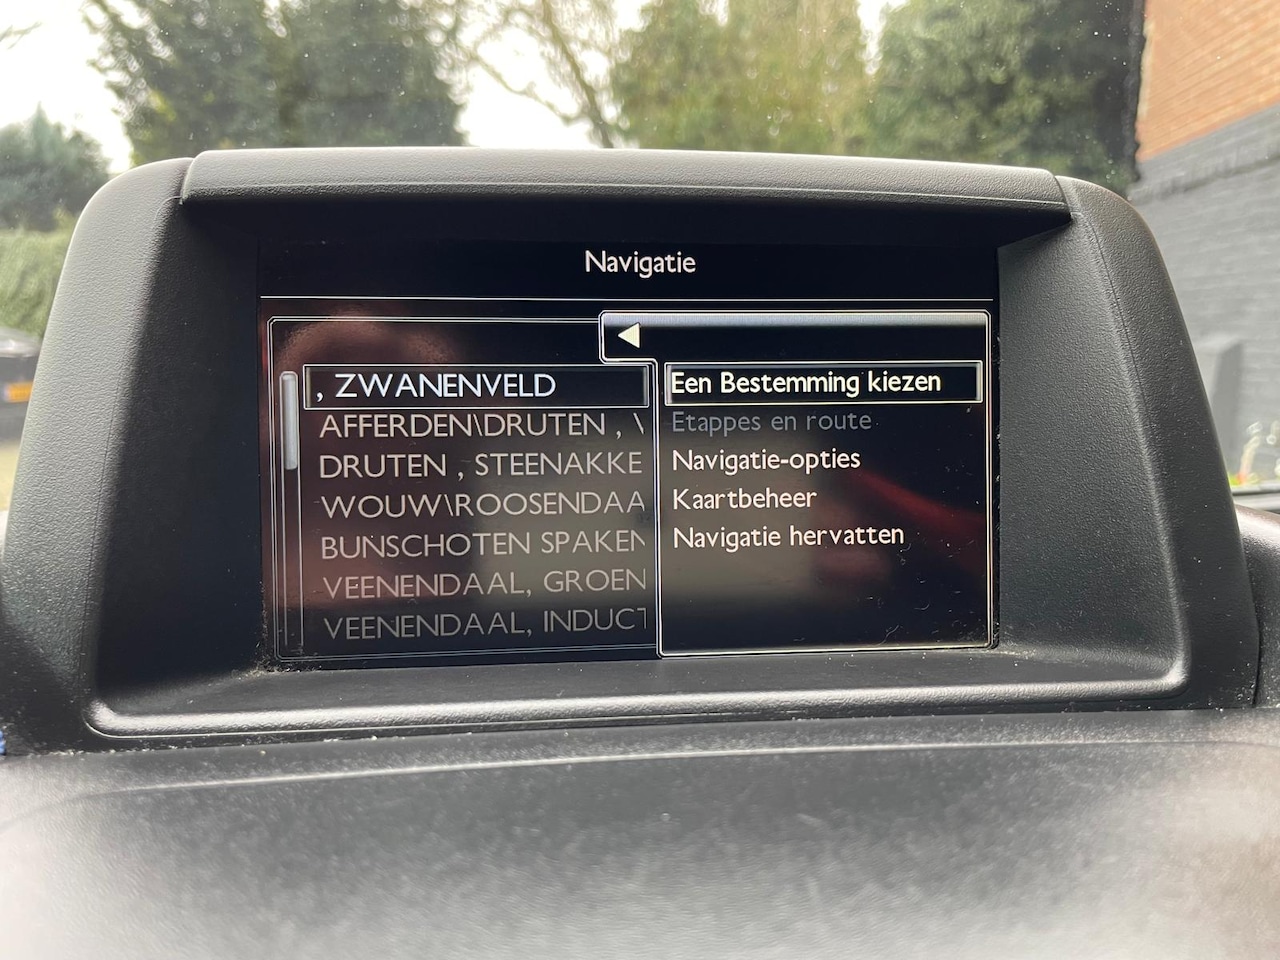 Navigatie
, ZWANENVELD
AFFERDEN\DRUTEN , \
DRUTEN , STEENAKKE
WOUW\ROOSENDAA
BUNSCHOTEN SPAKEN
VEENENDAAL, GROEN
VEENENDAAL, INDUCT
Een Bestemming kiezen
Etappes en route
Navigatie-opties
Kaartbeheer
Navigatie hervatten